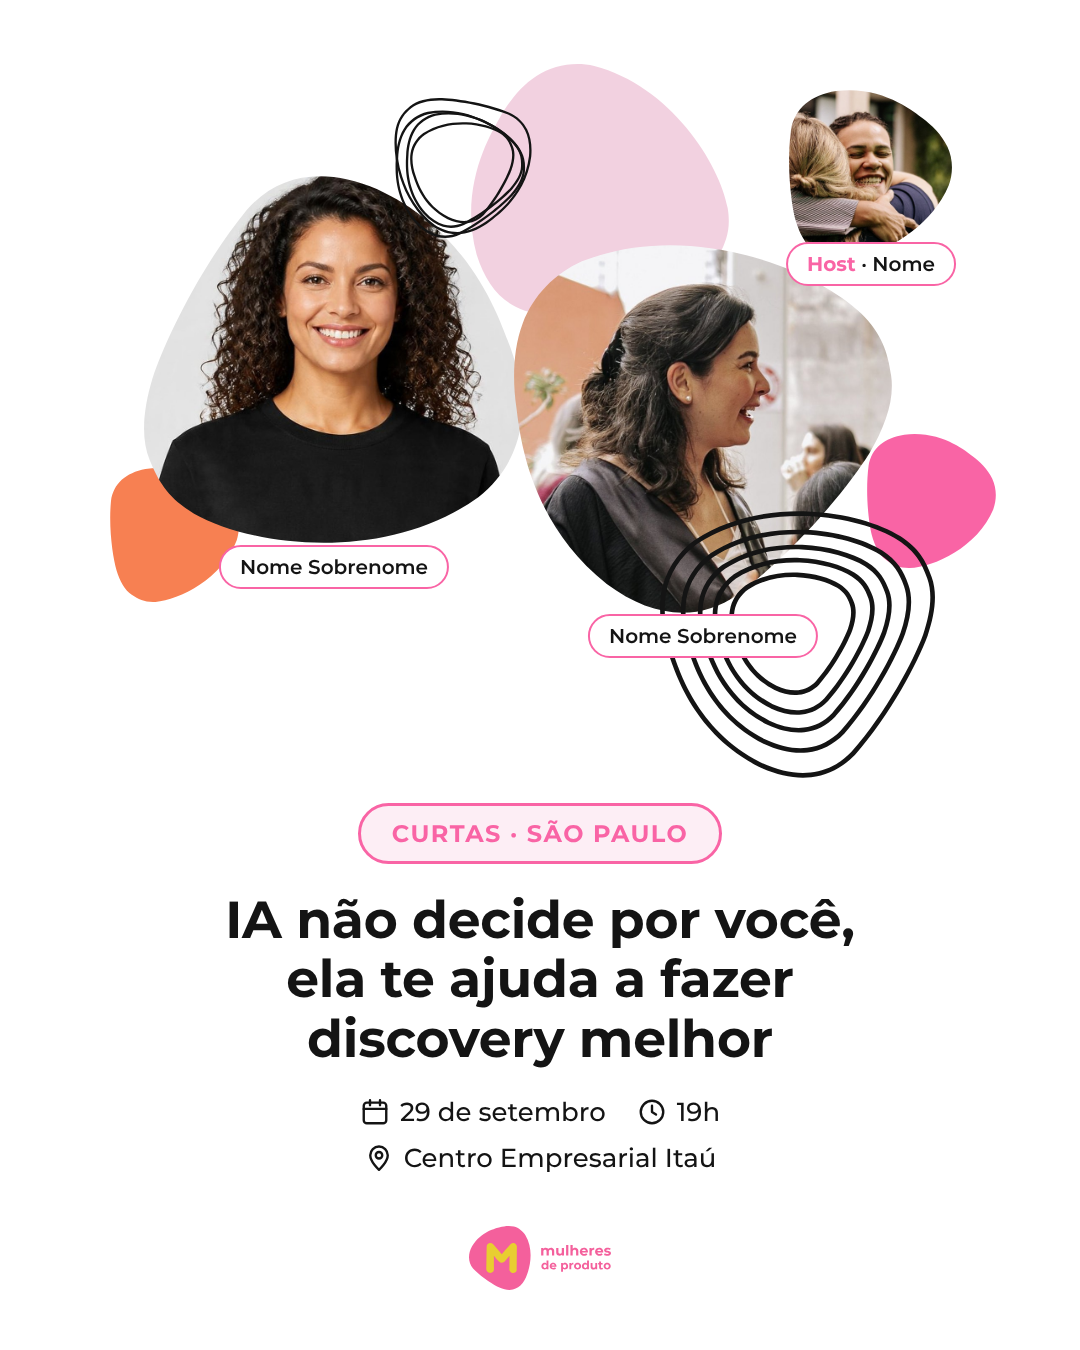 Host · Nome
Nome Sobrenome
Nome Sobrenome
CURTAS · SÃO PAULO
IA não decide por você,
ela te ajuda a fazer
discovery melhor
29 de setembro 19h
Centro Empresarial Itaú
M
mulheres
de produto